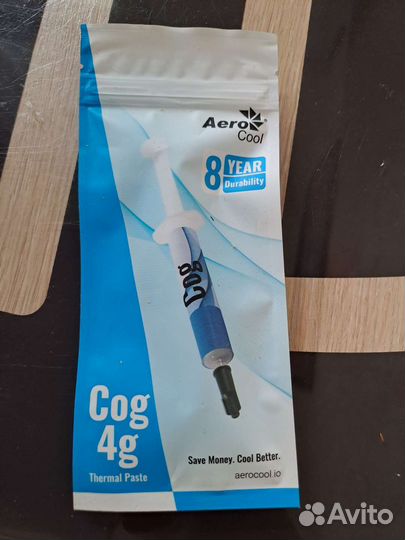 Aero
Cool
8 YEAR
Durability
Cog
Cog
4g
Thermal Paste
Save Money. Cool Better.
aerocool.io
Avito